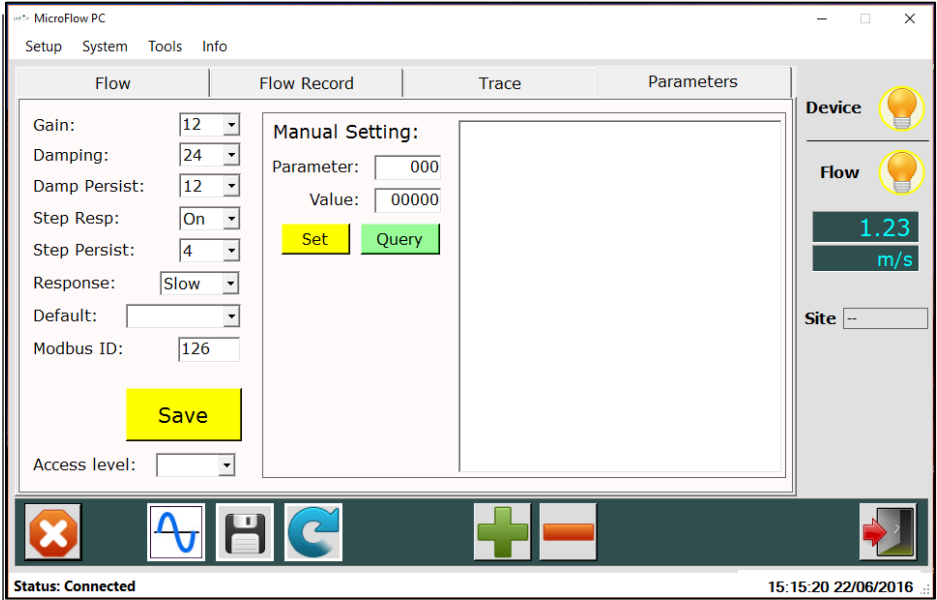 MicroFlow PC
Setup System Tools Info
Flow Flow Record Trace Parameters
Gain: 12
Damping: 24
Damp Persist: 12
Step Resp: On
Step Persist: 4
Response: Slow
Default:
Modbus ID: 126
Save
Access level:
Manual Setting:
Parameter: 000
Value: 00000
Set Query
Device
Flow
1.23
m/s
Site --
Status: Connected 15:15:20 22/06/2016